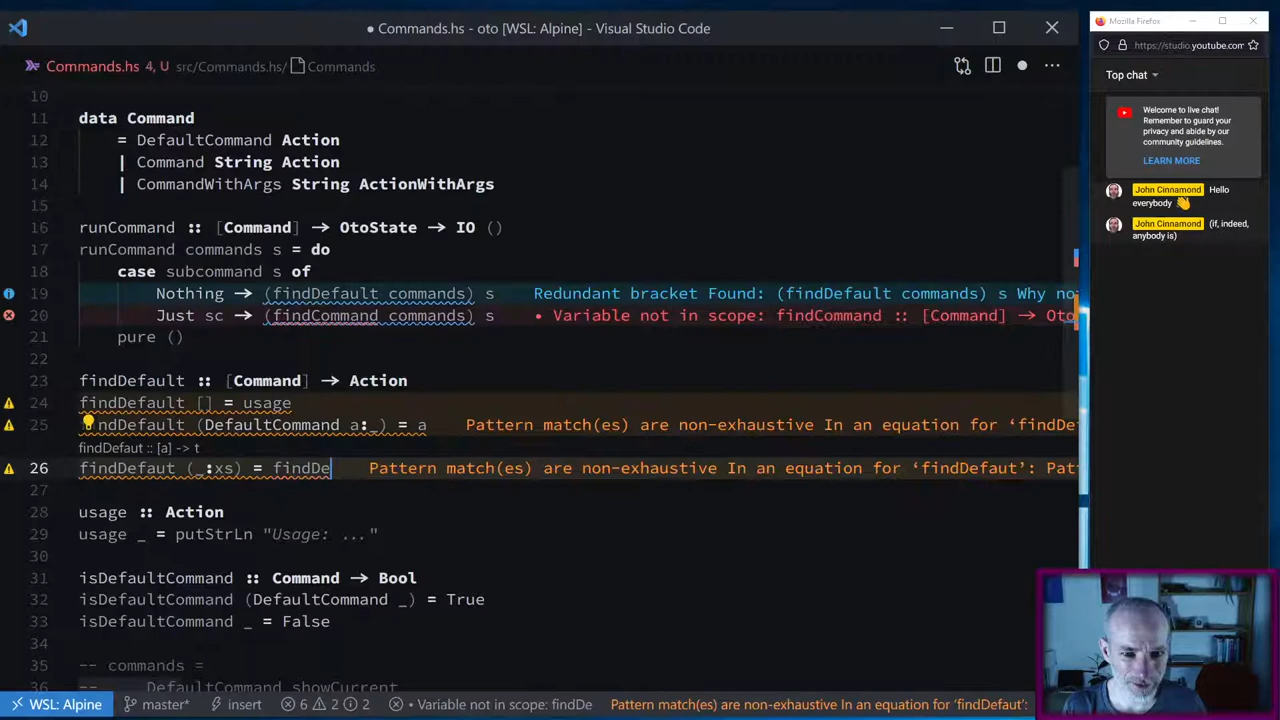 ● Commands.hs - oto [WSL: Alpine] - Visual Studio Code
Commands.hs 4, U src/Commands.hs/ Commands
10
11 data Command
12 = DefaultCommand Action
13 | Command String Action
14 | CommandWithArgs String ActionWithArgs
15
16 runCommand :: [Command] → OtoState → IO ()
17 runCommand commands s = do
18 case subcommand s of
19 Nothing → (findDefault commands) s Redundant bracket Found: (findDefault commands) s Why no
20 Just sc → (findCommand commands) s • Variable not in scope: findCommand :: [Command] → Oto
21 pure ()
22
23 findDefault :: [Command] → Action
24 findDefault [] = usage
25 ndDefault (DefaultCommand a:_) = a Pattern match(es) are non-exhaustive In an equation for ‘findDef
findDefaut :: [a] -> t
26 findDefaut (_:xs) = findDe Pattern match(es) are non-exhaustive In an equation for ‘findDefaut’: Pat
27
28 usage :: Action
29 usage _ = putStrLn "Usage: ..."
30
31 isDefaultCommand :: Command → Bool
32 isDefaultCommand (DefaultCommand _) = True
33 isDefaultCommand _ = False
34
35 -- commands =
36 -- DefaultCommand showCurrent
WSL: Alpine master* insert 6 2 2 • Variable not in scope: findDe Pattern match(es) are non-exhaustive In an equation for ‘findDefaut’:
Mozilla Firefox
https://studio.youtube.com
Top chat
Welcome to live chat!
Remember to guard your
privacy and abide by our
community guidelines.
LEARN MORE
John Cinnamond Hello
everybody 👋
John Cinnamond (if, indeed,
anybody is)